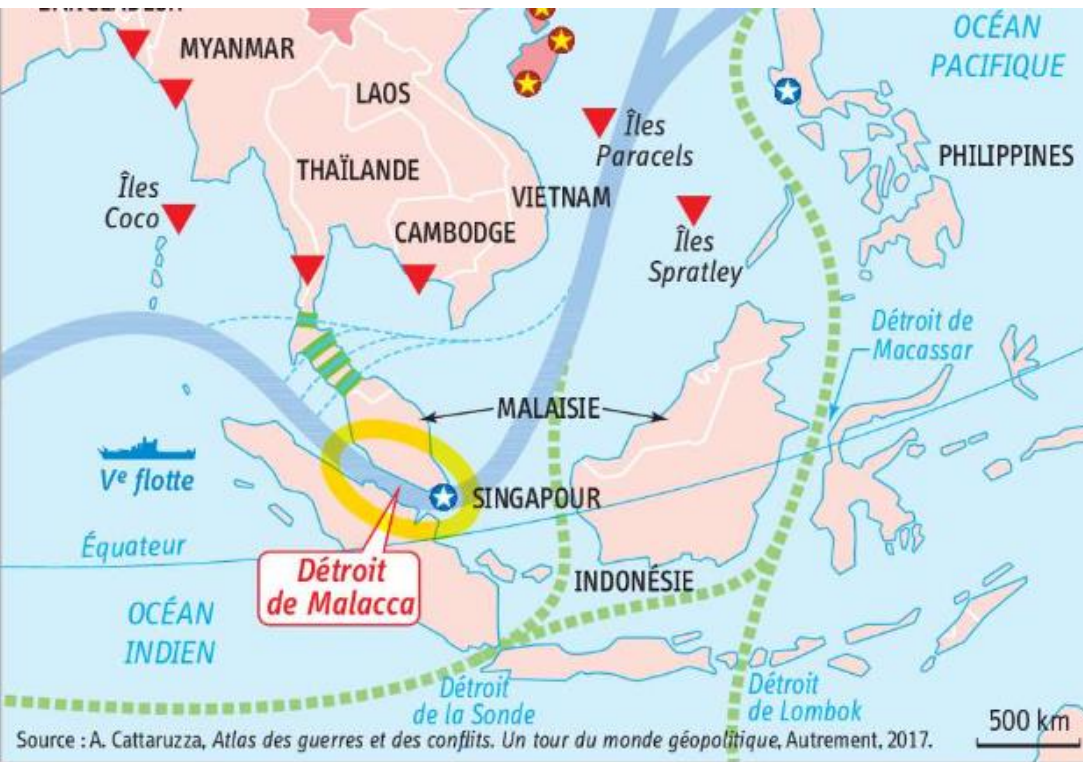 MYANMAR
OCÉAN
PACIFIQUE
LAOS
Îles
Paracels
PHILIPPINES
THAÏLANDE
Îles
Coco
VIETNAM
CAMBODGE
Îles
Spratley
Détroit de
Macassar
MALAISIE
Vᵉ flotte
SINGAPOUR
Équateur
Détroit
de Malacca
INDONÉSIE
OCÉAN
INDIEN
Détroit
de la Sonde
Détroit
de Lombok
500 km
Source : A. Cattaruzza, Atlas des guerres et des conflits. Un tour du monde géopolitique, Autrement, 2017.